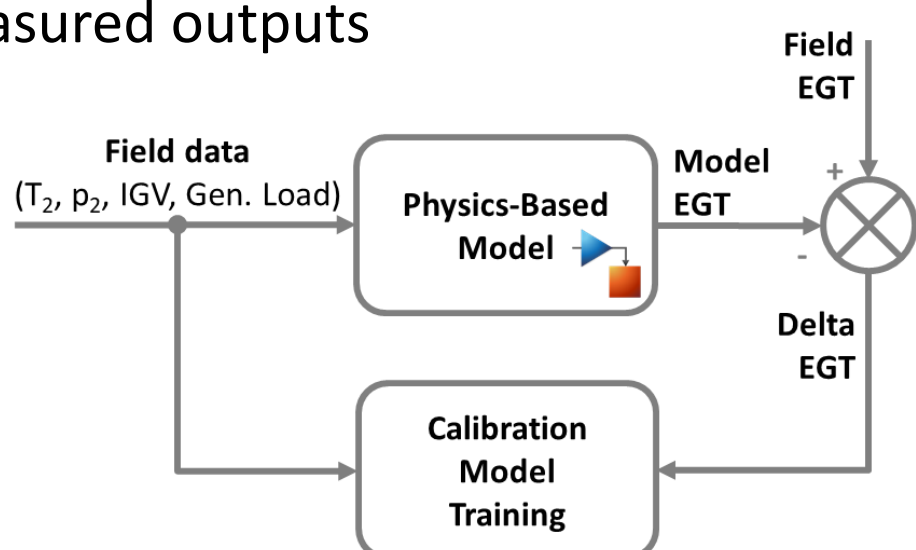 asured outputs
Field
EGT
Field data
(T₂, p₂, IGV, Gen. Load)
Physics-Based
Model
Model
EGT
+
-
Delta
EGT
Calibration
Model
Training